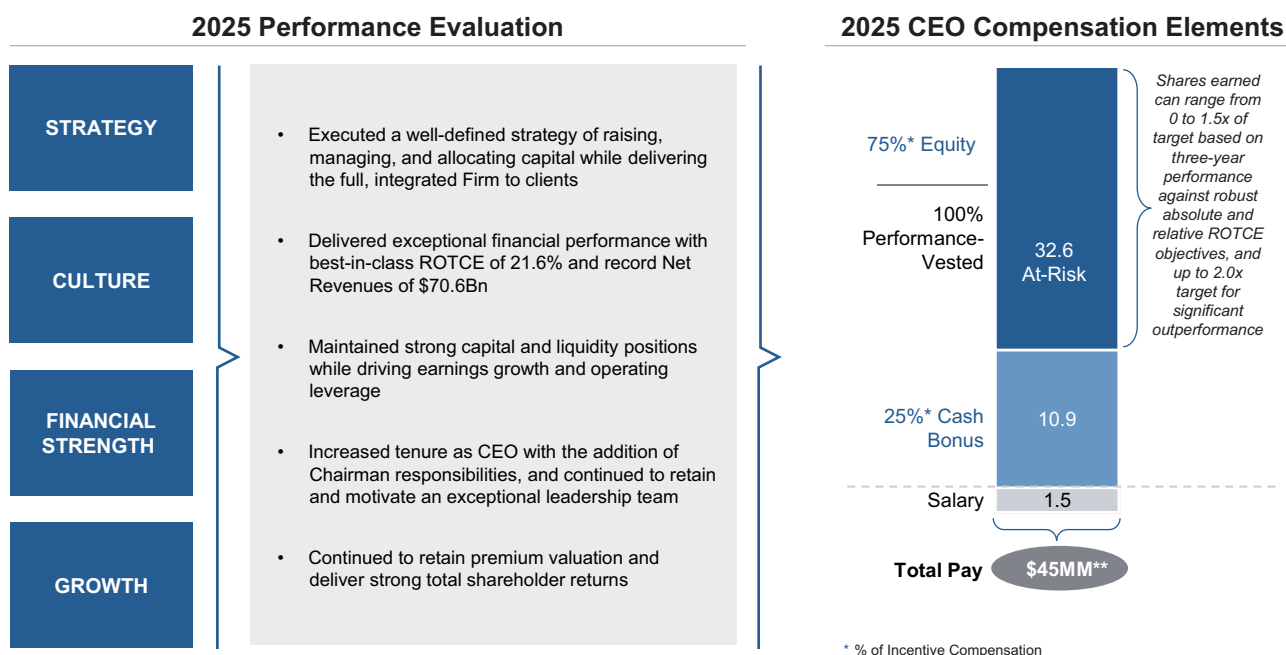 2025 Performance Evaluation
STRATEGY
CULTURE
FINANCIAL
STRENGTH
GROWTH
• Executed a well-defined strategy of raising,
managing, and allocating capital while delivering
the full, integrated Firm to clients
• Delivered exceptional financial performance with
best-in-class ROTCE of 21.6% and record Net
Revenues of $70.6Bn
• Maintained strong capital and liquidity positions
while driving earnings growth and operating
leverage
• Increased tenure as CEO with the addition of
Chairman responsibilities, and continued to retain
and motivate an exceptional leadership team
• Continued to retain premium valuation and
deliver strong total shareholder returns
2025 CEO Compensation Elements
75%* Equity
100%
Performance-
Vested
32.6
At-Risk
Shares earned
can range from
0 to 1.5x of
target based on
three-year
performance
against robust
absolute and
relative ROTCE
objectives, and
up to 2.0x
target for
significant
outperformance
25%* Cash
Bonus
10.9
Salary
1.5
Total Pay
$45MM**
* % of Incentive Compensation